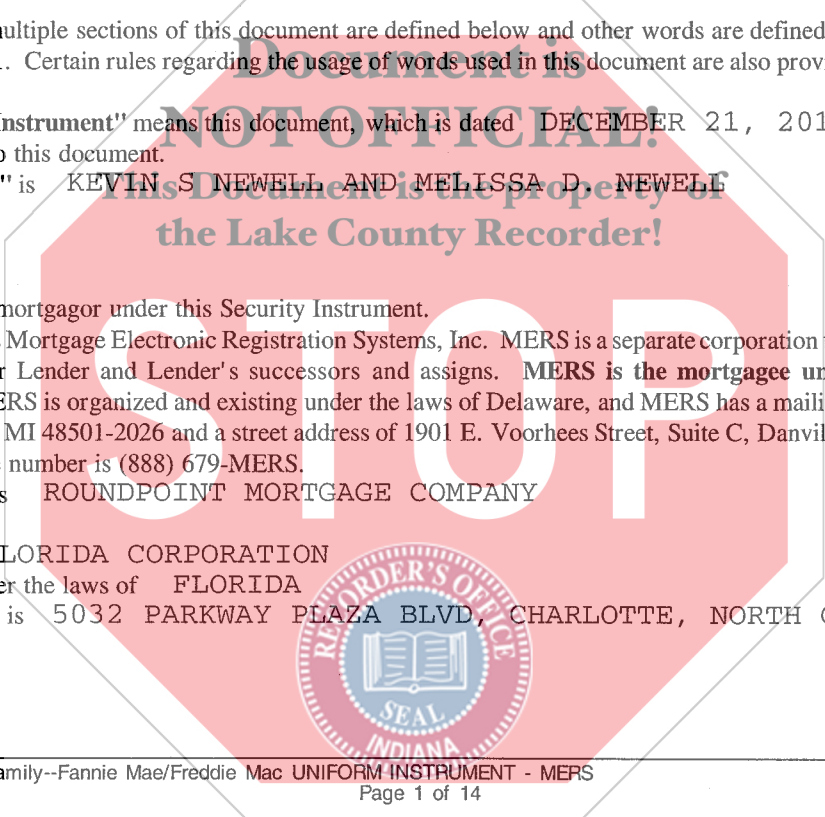 ultiple sections of this document are defined below and other words are defined
. Certain rules regarding the usage of words used in this document are also provi
Document is
NOT OFFICIAL!
This Document is the property of
the Lake County Recorder!
Instrument" means this document, which is dated DECEMBER 21, 201
this document.
" is KEVIN S NEWELL AND MELISSA D. NEWELL
mortgagor under this Security Instrument.
Mortgage Electronic Registration Systems, Inc. MERS is a separate corporation
r Lender and Lender's successors and assigns. MERS is the mortgagee un
ERS is organized and existing under the laws of Delaware, and MERS has a maili
MI 48501-2026 and a street address of 1901 E. Voorhees Street, Suite C, Danvil
number is (888) 679-MERS.
s ROUNDPOINT MORTGAGE COMPANY
STOP
LORIDA CORPORATION
er the laws of FLORIDA
is 5032 PARKWAY PLAZA BLVD, CHARLOTTE, NORTH C
RECORDER'S OFFICE
SEAL
INDIANA
amily--Fannie Mae/Freddie Mac UNIFORM INSTRUMENT - MERS
Page 1 of 14